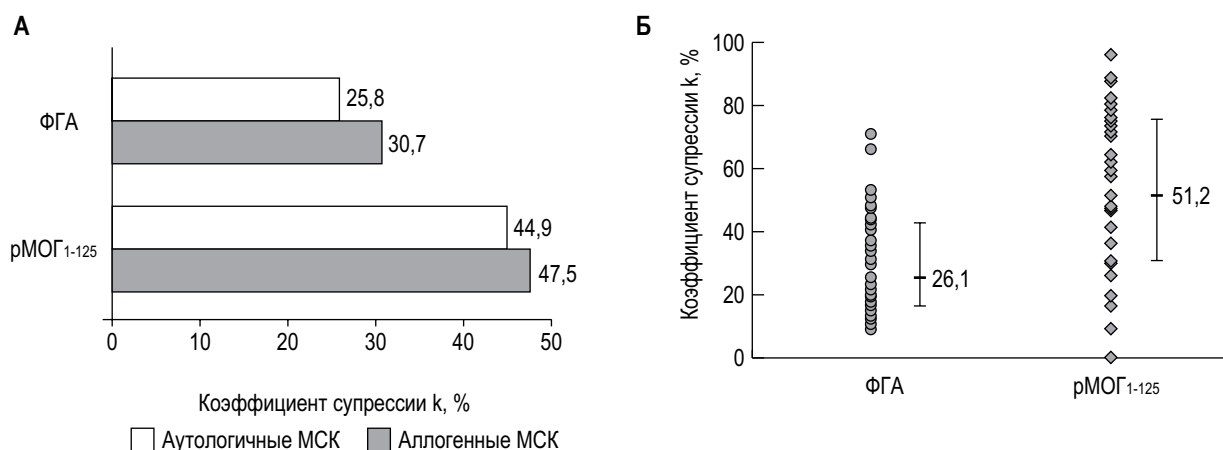 А
ФГА
25,8
30,7
рМОГ1-125
44,9
47,5
0 10 20 30 40 50
Коэффициент супрессии k, %
Аутологичные МСК Аллогенные МСК
Б
Коэффициент супрессии k, %
100
80
60
40
20
0
26,1
51,2
ФГА рМОГ1-125